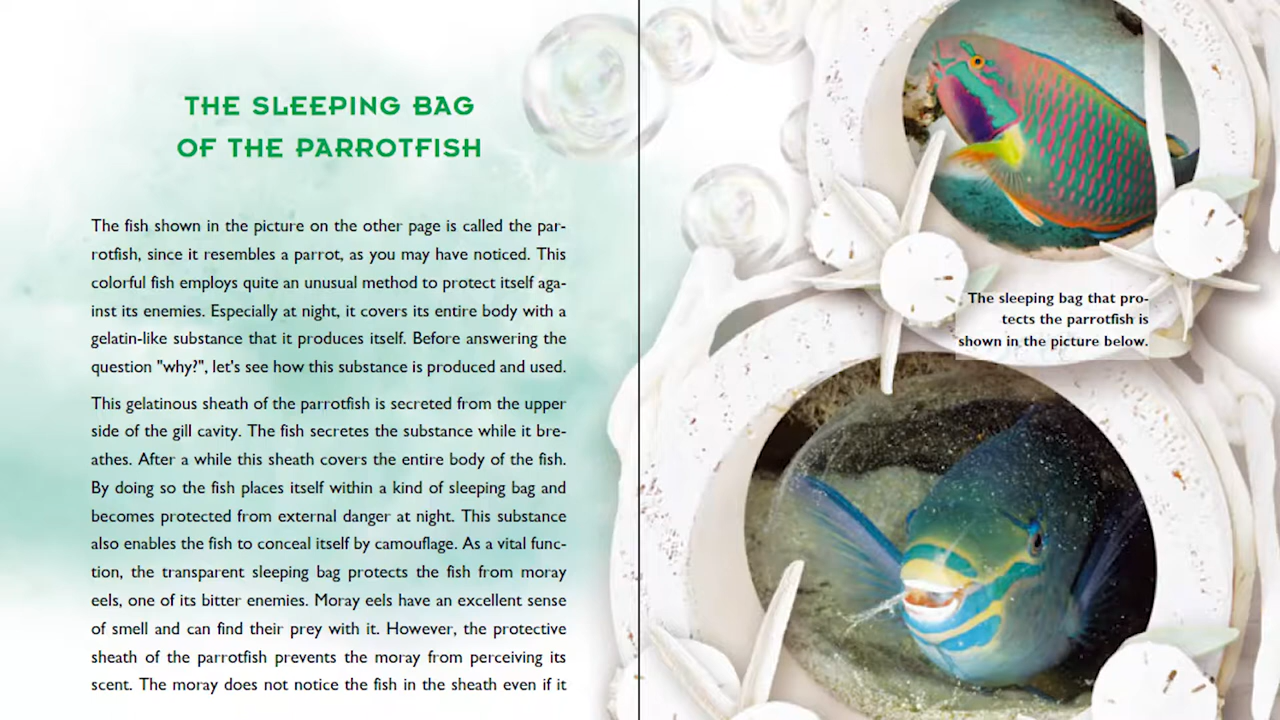 THE SLEEPING BAG
OF THE PARROTFISH
The fish shown in the picture on the other page is called the par-
rotfish, since it resembles a parrot, as you may have noticed. This
colorful fish employs quite an unusual method to protect itself aga-
inst its enemies. Especially at night, it covers its entire body with a
gelatin-like substance that it produces itself. Before answering the
question "why?", let's see how this substance is produced and used.
This gelatinous sheath of the parrotfish is secreted from the upper
side of the gill cavity. The fish secretes the substance while it bre-
athes. After a while this sheath covers the entire body of the fish.
By doing so the fish places itself within a kind of sleeping bag and
becomes protected from external danger at night. This substance
also enables the fish to conceal itself by camouflage. As a vital func-
tion, the transparent sleeping bag protects the fish from moray
eels, one of its bitter enemies. Moray eels have an excellent sense
of smell and can find their prey with it. However, the protective
sheath of the parrotfish prevents the moray from perceiving its
scent. The moray does not notice the fish in the sheath even if it
The sleeping bag that pro-
tects the parrotfish is
shown in the picture below.